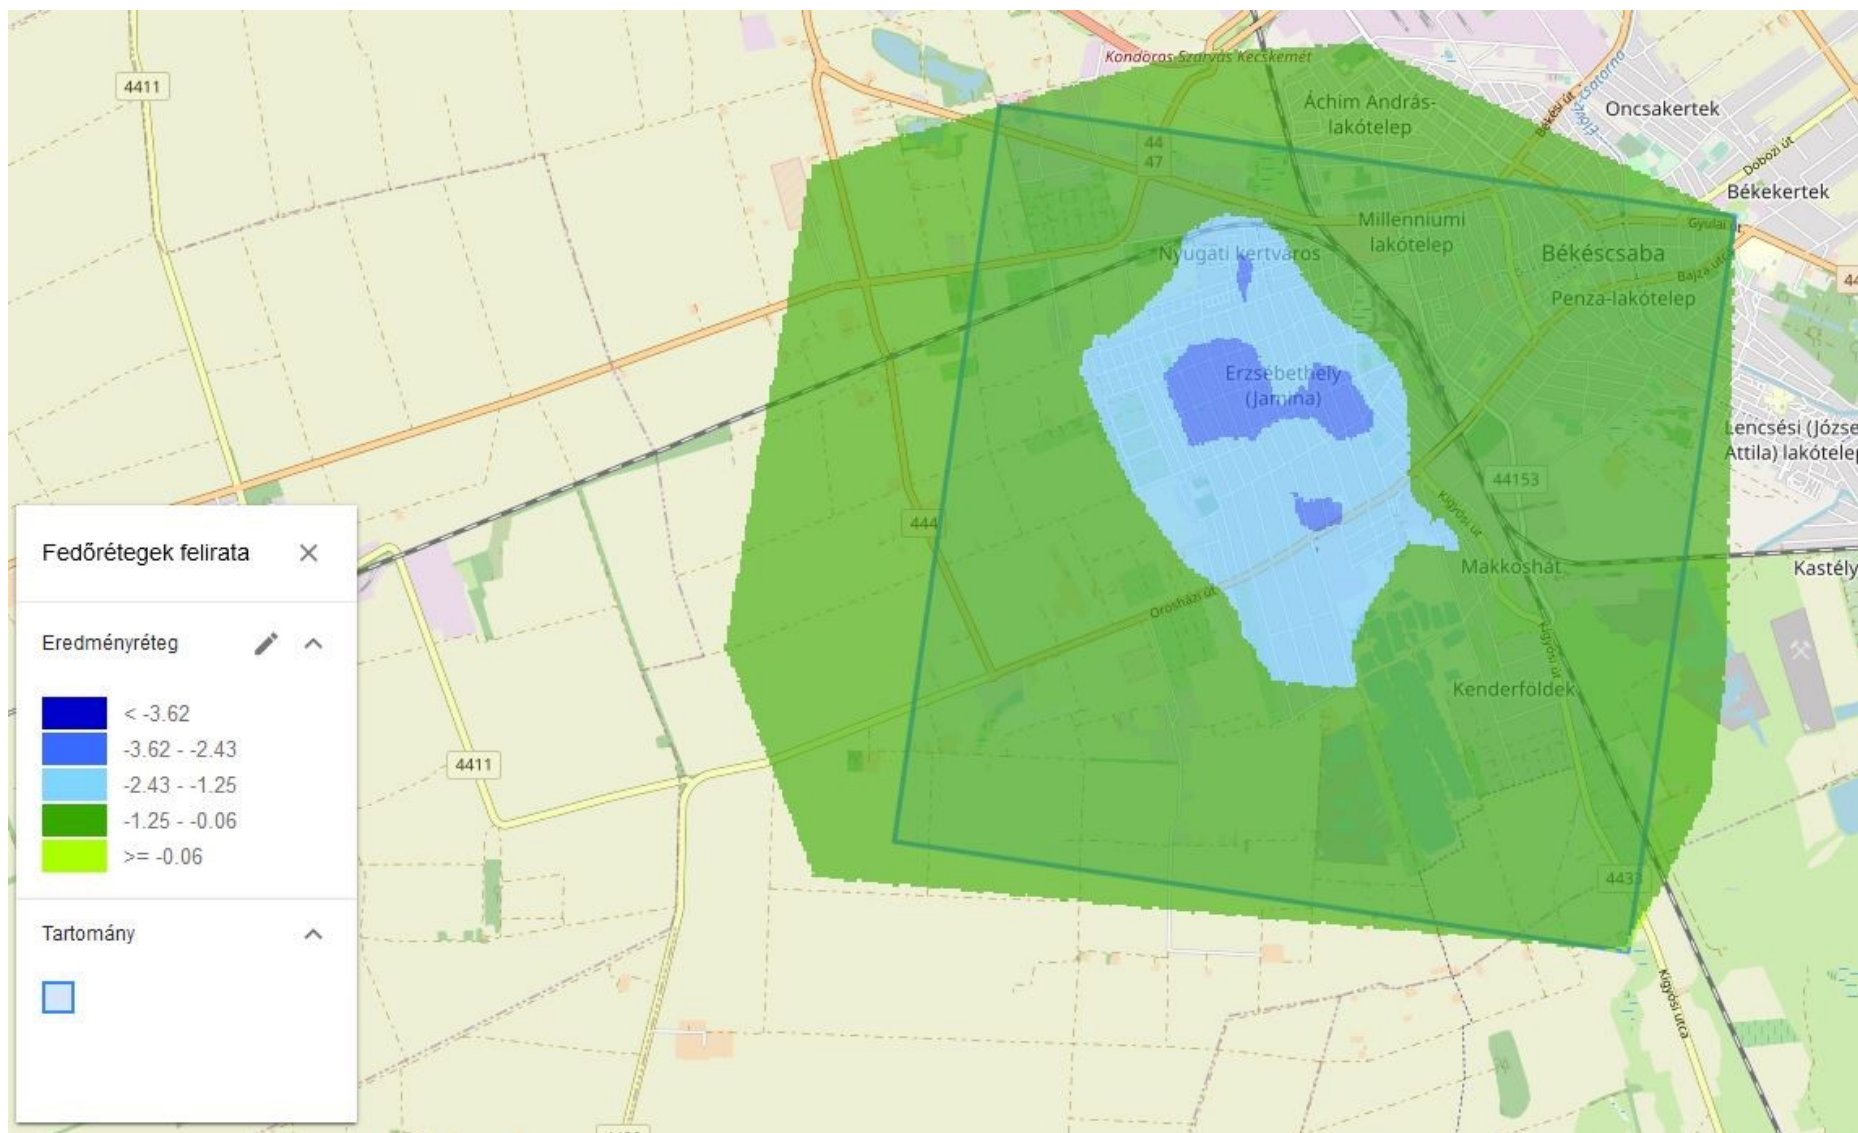 Kondoros-Szarvas Kecskemét
4411
Áchim András-
lakótelep
Békési út
Élővíz-csatorna
Oncsakertek
44
47
Dobozi út
Békekertek
Millenniumi
lakótelep
Gyulai út
Nyugati kertváros
Békéscsaba
Bajza utca
44
Penza-lakótelep
Erzsébethely
(Jamina)
Lencsési (Józse
Attila) lakótelep
44153
Kígyósi út
444
Makkoshát
Kastély
Orosházi út
Kígyósi út
Kenderföldek
4411
4433
Kígyósi utca
Fedőrétegek felirata
Eredményréteg
< -3.62
-3.62 - -2.43
-2.43 - -1.25
-1.25 - -0.06
>= -0.06
Tartomány